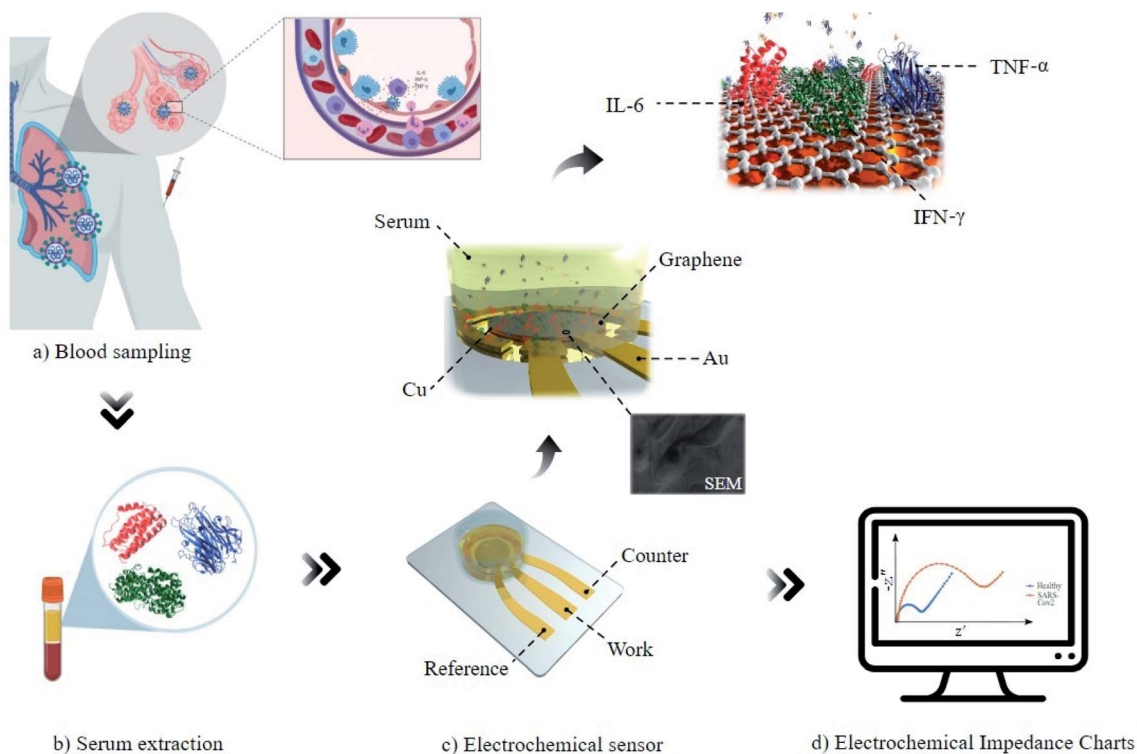 IL-6
TNF-α
IFN-γ
Serum
Graphene
Cu
Au
SEM
a) Blood sampling
Counter
Work
Reference
-Z"
Z'
Healthy
SARS-
Cov2
b) Serum extraction
c) Electrochemical sensor
d) Electrochemical Impedance Charts